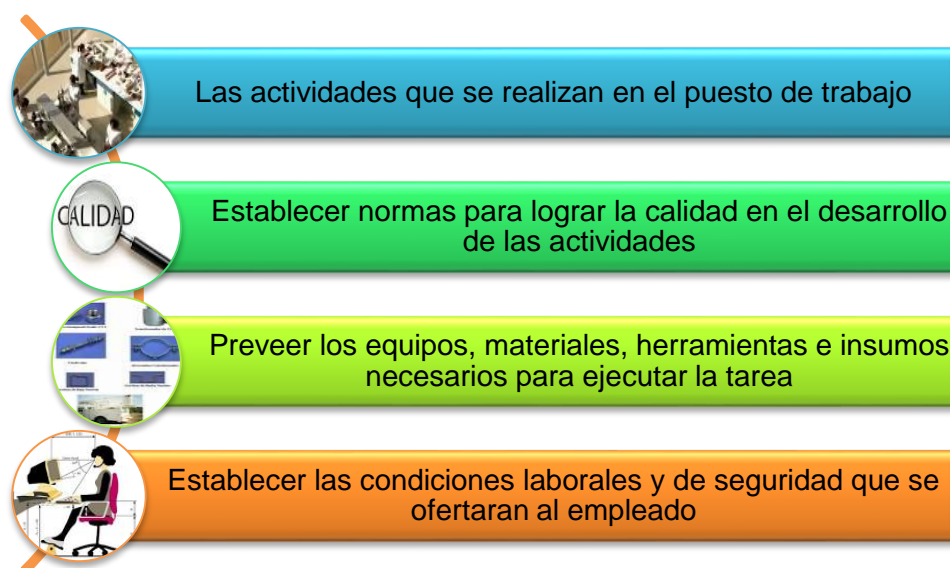 Las actividades que se realizan en el puesto de trabajo
CALIDAD
Establecer normas para lograr la calidad en el desarrollo
de las actividades
Preveer los equipos, materiales, herramientas e insumos
necesarios para ejecutar la tarea
Establecer las condiciones laborales y de seguridad que se
ofertaran al empleado